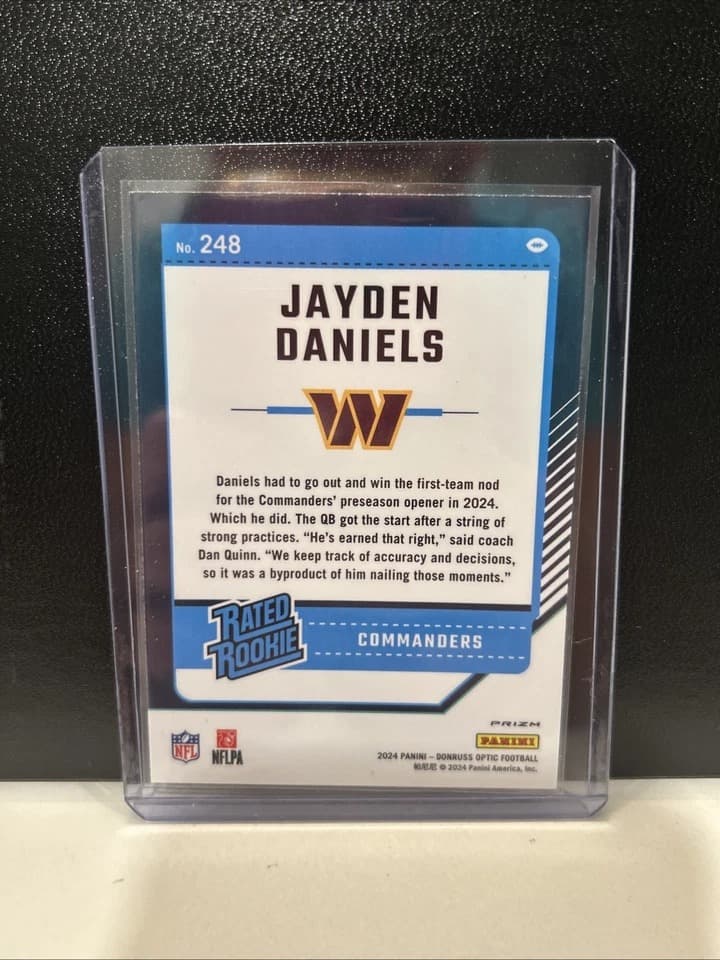 No. 248
JAYDEN
DANIELS
W
Daniels had to go out and win the first-team nod
for the Commanders' preseason opener in 2024.
Which he did. The QB got the start after a string of
strong practices. "He's earned that right," said coach
Dan Quinn. "We keep track of accuracy and decisions,
so it was a byproduct of him nailing those moments."
RATED
ROOKIE
COMMANDERS
PRIZM
NFL
NFLPA
PANINI
2024 PANINI – DONRUSS OPTIC FOOTBALL
帕尼尼 © 2024 Panini America, Inc.